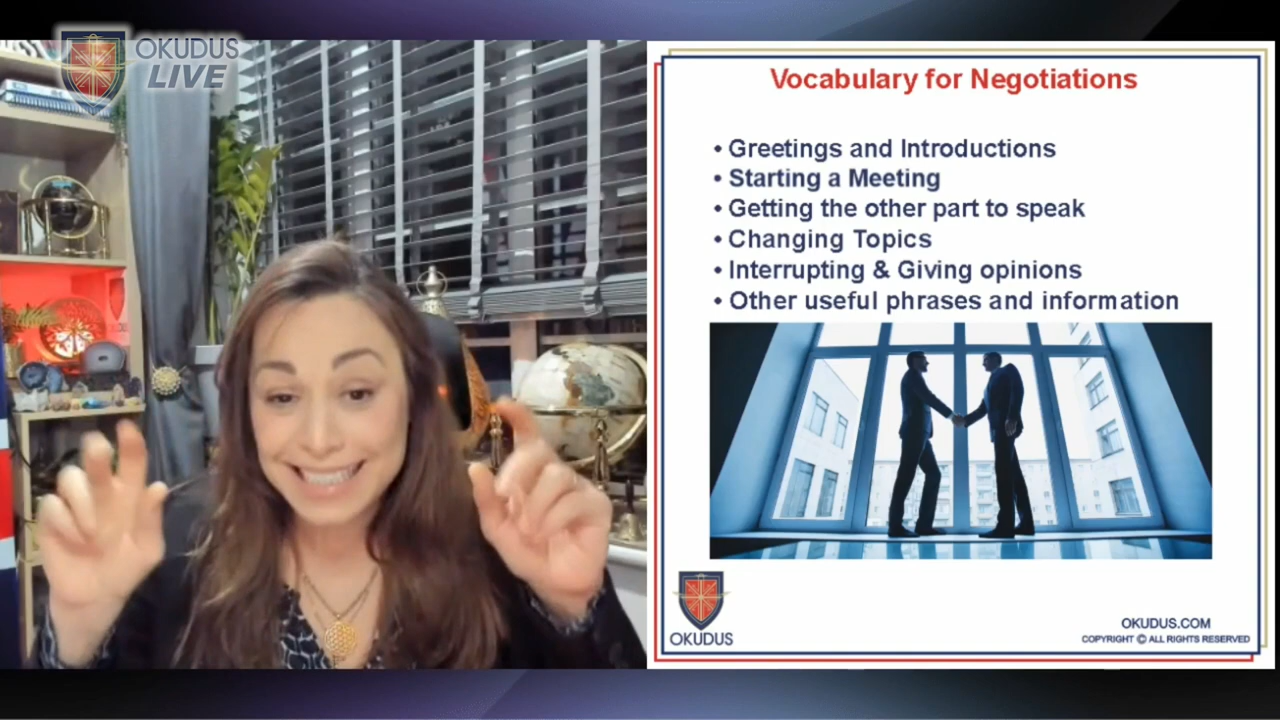 OKUDUS
LIVE
Vocabulary for Negotiations
• Greetings and Introductions
• Starting a Meeting
• Getting the other part to speak
• Changing Topics
• Interrupting & Giving opinions
• Other useful phrases and information
OKUDUS
OKUDUS.COM
COPYRIGHT © ALL RIGHTS RESERVED